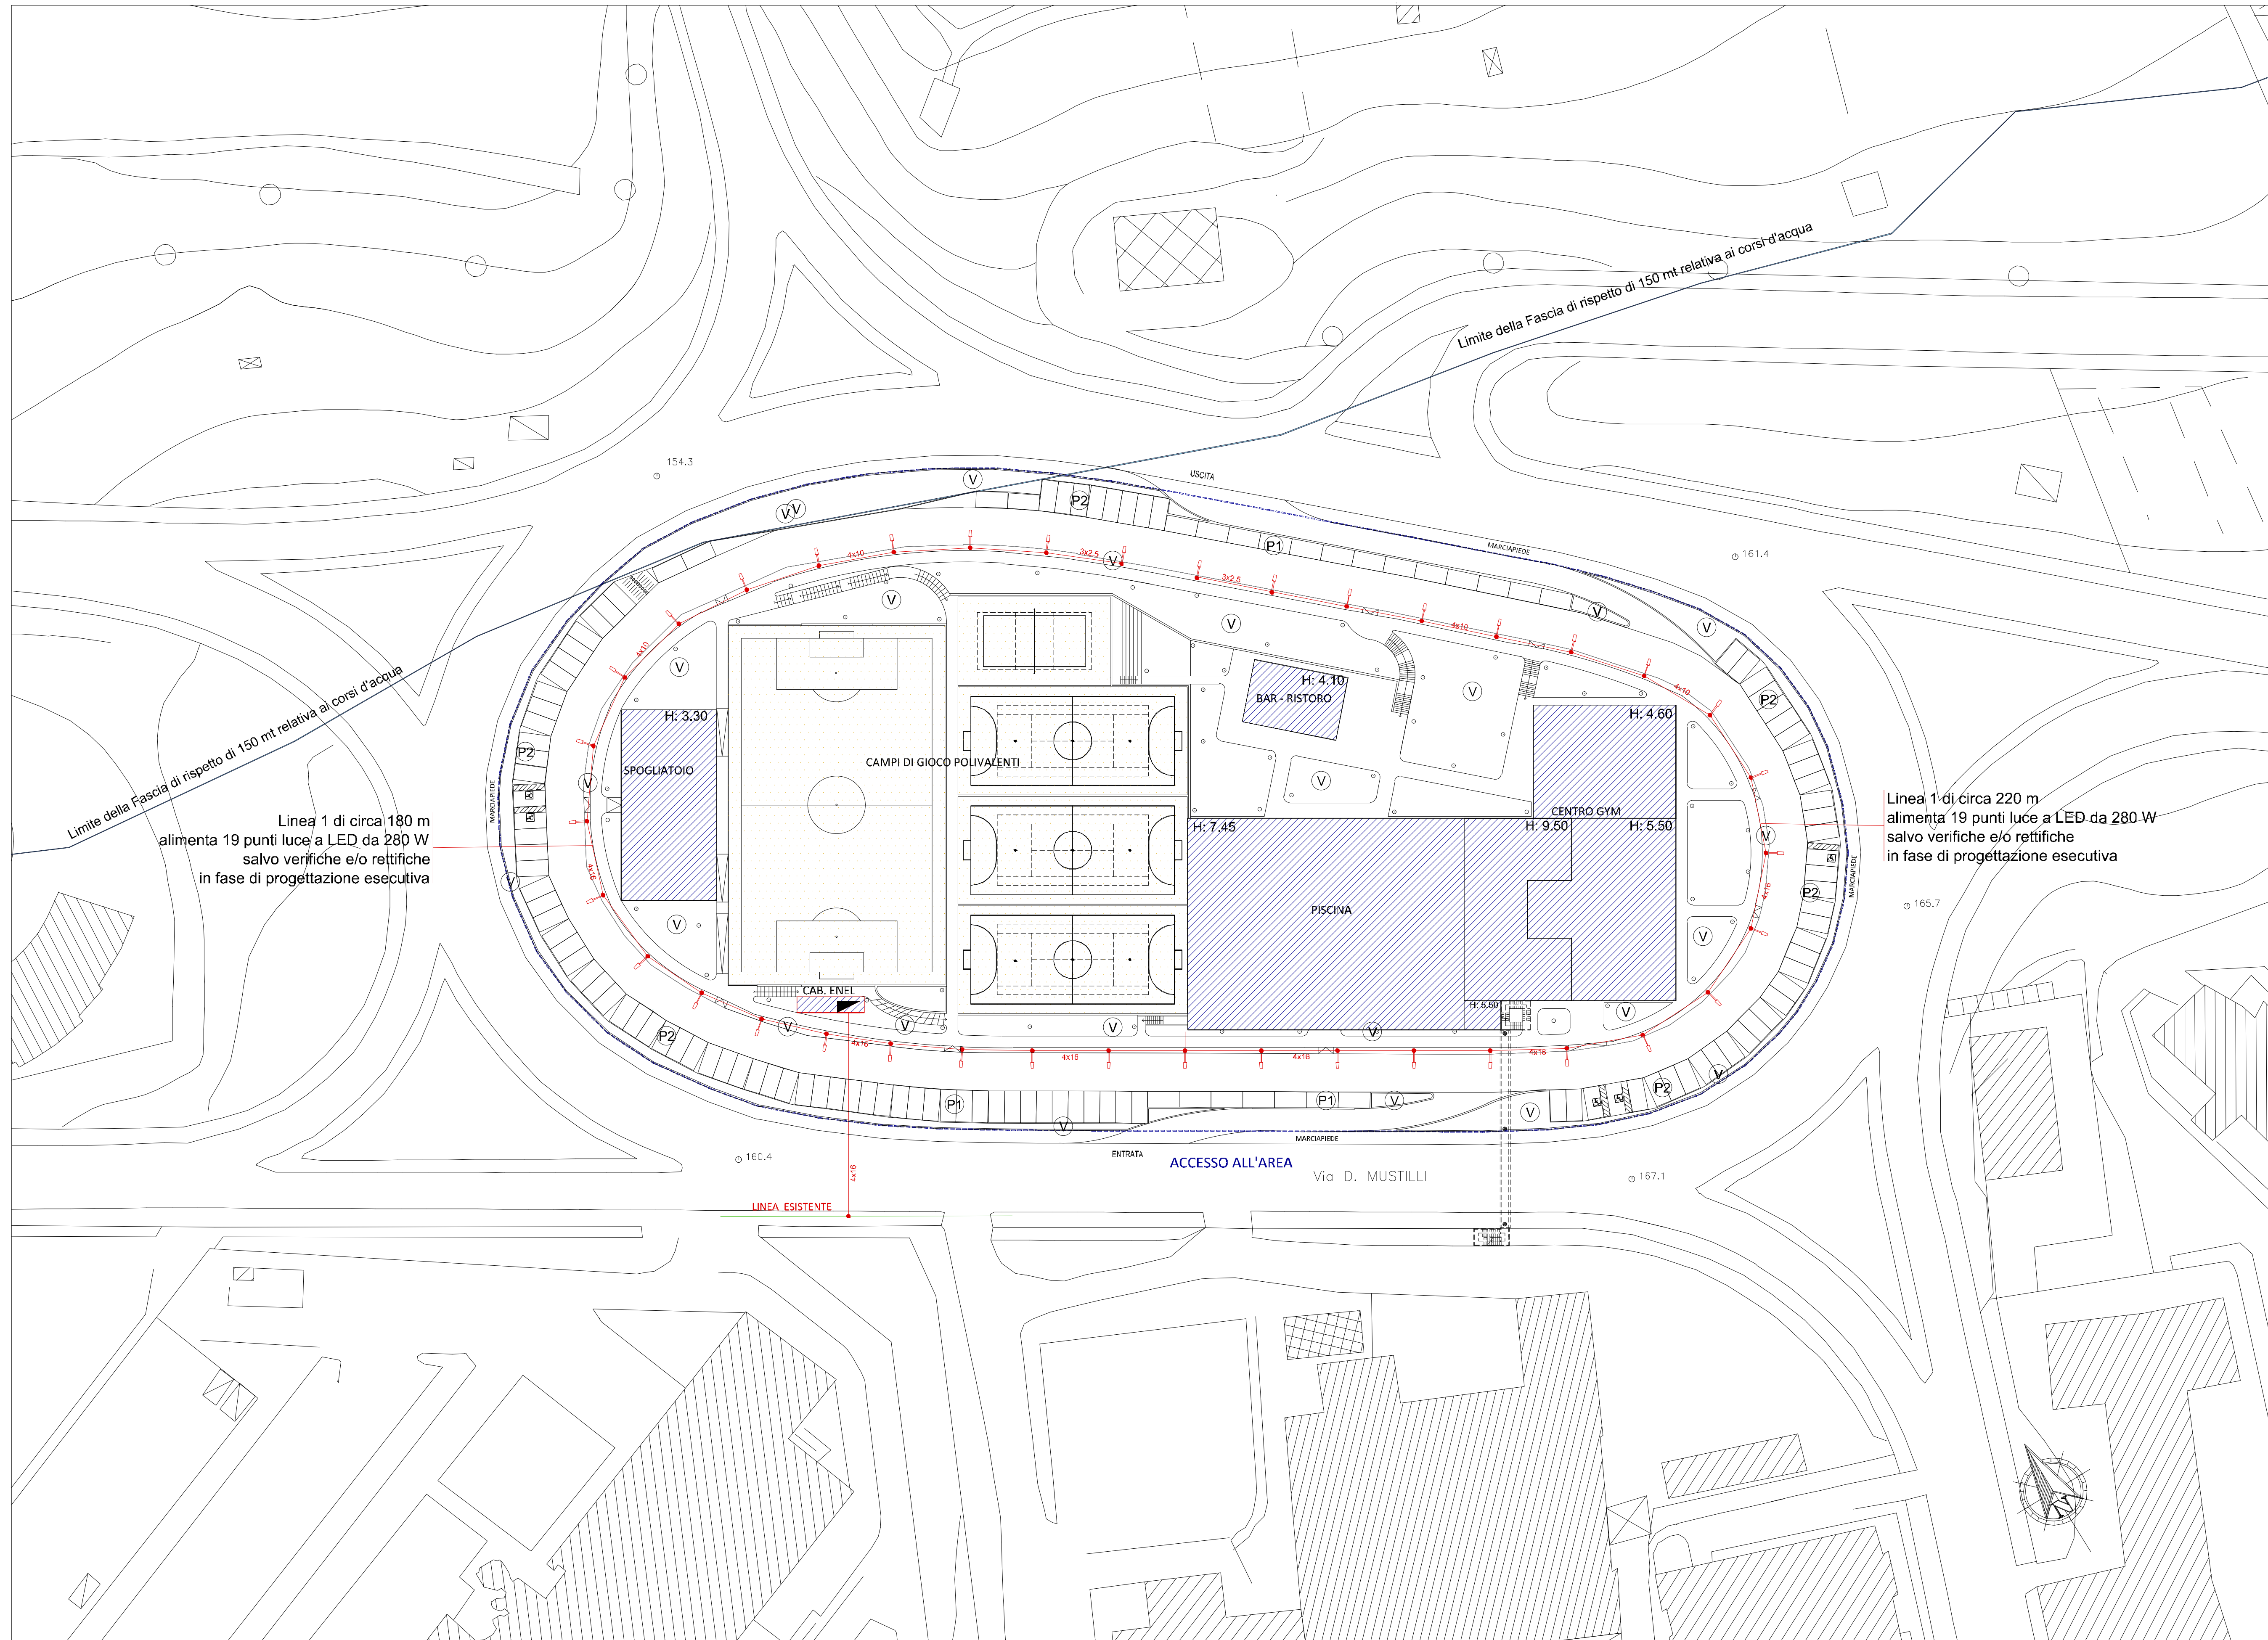 Limite della Fascia di rispetto di 150 mt relativa ai corsi d'acqua
154.3
USCITA
V
V
V
P2
P1
MARCIAPIEDE
161.4
4x10
3x2.5
V
3x2.5
V
V
V
V
4x10
4x10
V
V
4x10
P2
H: 4.10
BAR - RISTORO
H: 3.30
H: 4.60
SPOGLIATOIO
CAMPI DI GIOCO POLIVALENTI
P2
V
V
MARCIAPIEDE
Limite della Fascia di rispetto di 150 mt relativa ai corsi d'acqua
Linea 1 di circa 180 m
alimenta 19 punti luce a LED da 280 W
salvo verifiche e/o rettifiche
in fase di progettazione esecutiva
CENTRO GYM
H: 7.45
H: 9.50
H: 5.50
V
Linea 1 di circa 220 m
alimenta 19 punti luce a LED da 280 W
salvo verifiche e/o rettifiche
in fase di progettazione esecutiva
MARCIAPIEDE
4x16
V
4x16
P2
165.7
PISCINA
V
V
CAB. ENEL
H: 5.50
V
V
V
V
V
P2
4x16
4x16
4x16
4x16
V
P2
P1
P1
V
V
V
MARCIAPIEDE
ENTRATA
160.4
ACCESSO ALL'AREA
Via D. MUSTILLI
167.1
4x16
LINEA ESISTENTE
N